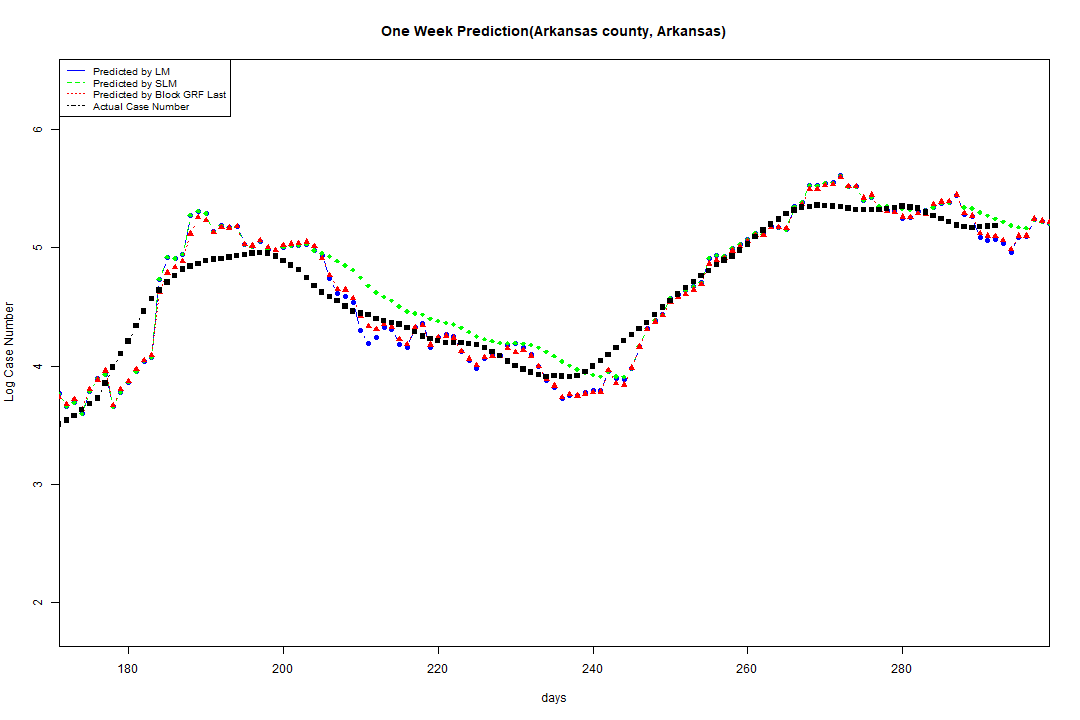 One Week Prediction(Arkansas county, Arkansas)
Predicted by LM
Predicted by SLM
Predicted by Block GRF Last
Actual Case Number
6
5
4
3
2
Log Case Number
180 200 220 240 260 280
days